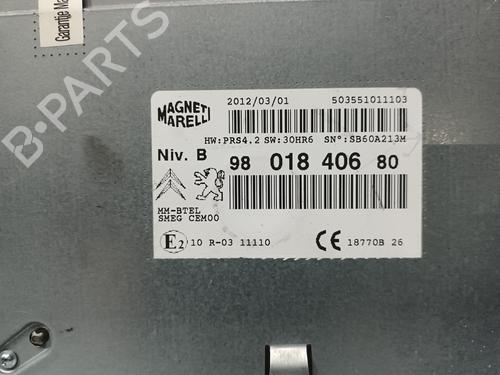 Garantie Ma
B-PARTS
MAGNETI
MARELLI
2012/03/01 503551011103
HW:PRS4.2 SW:30HR6 SN°:SB60A213M
Niv. B 98 018 406 80
MM-BTEL
SMEG CEM00
E2 10 R-03 11110 CE 18770B 26